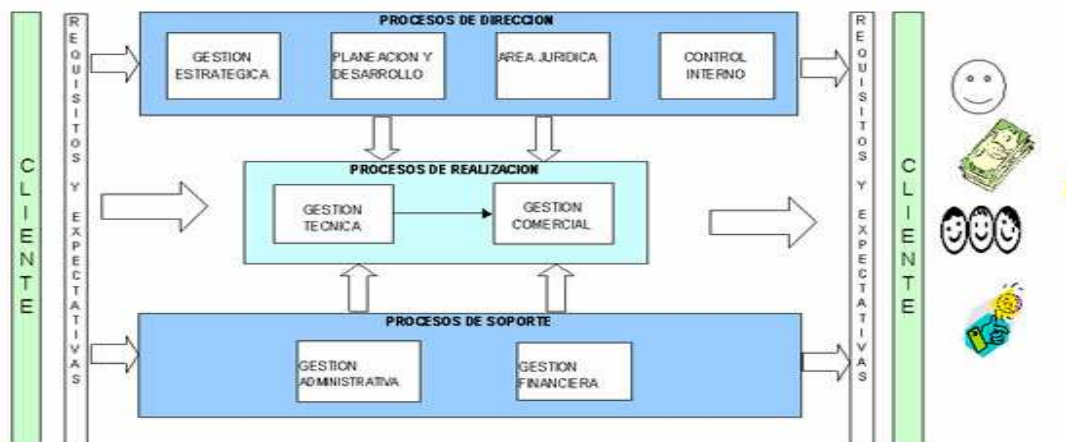 CLIENTE
REQUISITOS Y EXPECTATIVAS
PROCESOS DE DIRECCION
GESTION
ESTRATEGICA
PLANEACION Y
DESARROLLO
AREA JURIDICA
CONTROL
INTERNO
PROCESOS DE REALIZACION
GESTION
TECNICA
GESTION
COMERCIAL
PROCESOS DE SOPORTE
GESTION
ADMINISTRATIVA
GESTION
FINANCIERA
REQUISITOS Y EXPECTATIVAS
CLIENTE